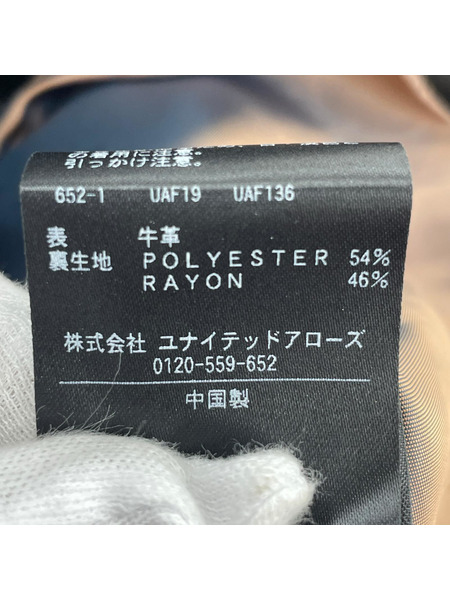 お着用に注意。
引っかけ注意。
652-1 UAF19 UAF136
表 牛革
裏生地 POLYESTER 54%
RAYON 46%
株式会社 ユナイテッドアローズ
0120-559-652
中国製